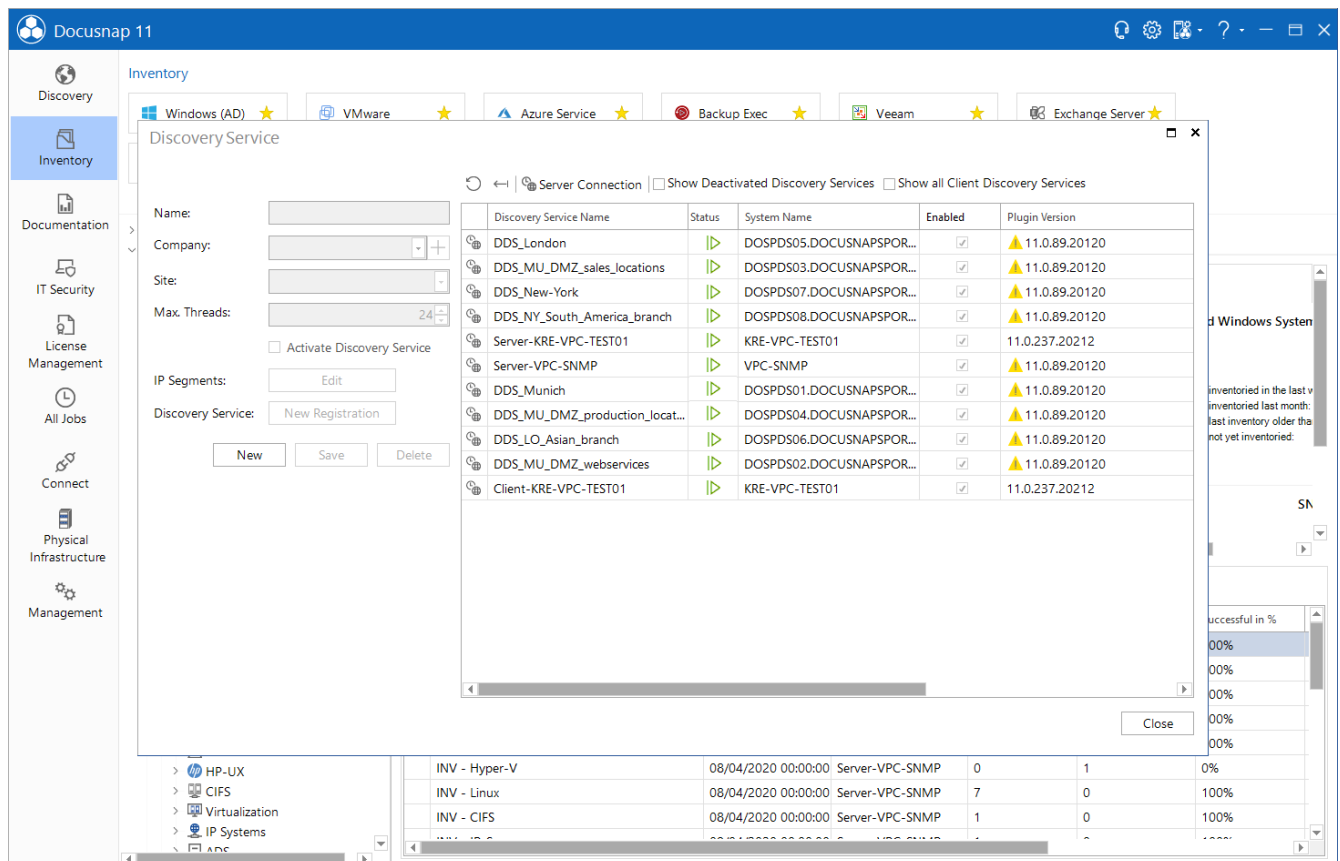 Docusnap 11
Discovery
Inventory
Documentation
IT Security
License
Management
All Jobs
Connect
Physical
Infrastructure
Management
Inventory
Windows (AD)
VMware
Azure Service
Backup Exec
Veeam
Exchange Server
Discovery Service
Server Connection
Show Deactivated Discovery Services
Show all Client Discovery Services
Name:
Company:
Site:
Max. Threads:
24
Activate Discovery Service
IP Segments:
Edit
Discovery Service:
New Registration
New Save Delete
Discovery Service Name Status System Name Enabled Plugin Version
DDS_London DOSPDS05.DOCUSNAPSPOR... 11.0.89.20120
DDS_MU_DMZ_sales_locations DOSPDS03.DOCUSNAPSPOR... 11.0.89.20120
DDS_New-York DOSPDS07.DOCUSNAPSPOR... 11.0.89.20120
DDS_NY_South_America_branch DOSPDS08.DOCUSNAPSPOR... 11.0.89.20120
Server-KRE-VPC-TEST01 KRE-VPC-TEST01 11.0.237.20212
Server-VPC-SNMP VPC-SNMP 11.0.89.20120
DDS_Munich DOSPDS01.DOCUSNAPSPOR... 11.0.89.20120
DDS_MU_DMZ_production_locat... DOSPDS04.DOCUSNAPSPOR... 11.0.89.20120
DDS_LO_Asian_branch DOSPDS06.DOCUSNAPSPOR... 11.0.89.20120
DDS_MU_DMZ_webservices DOSPDS02.DOCUSNAPSPOR... 11.0.89.20120
Client-KRE-VPC-TEST01 KRE-VPC-TEST01 11.0.237.20212
Close
d Windows System
inventoried in the last w
inventoried last month:
last inventory older tha
not yet inventoried:
SN
uccessful in %
00%
00%
00%
00%
00%
HP-UX
CIFS
Virtualization
IP Systems
ADS
INV - Hyper-V 08/04/2020 00:00:00 Server-VPC-SNMP 0 1 0%
INV - Linux 08/04/2020 00:00:00 Server-VPC-SNMP 7 0 100%
INV - CIFS 08/04/2020 00:00:00 Server-VPC-SNMP 1 0 100%